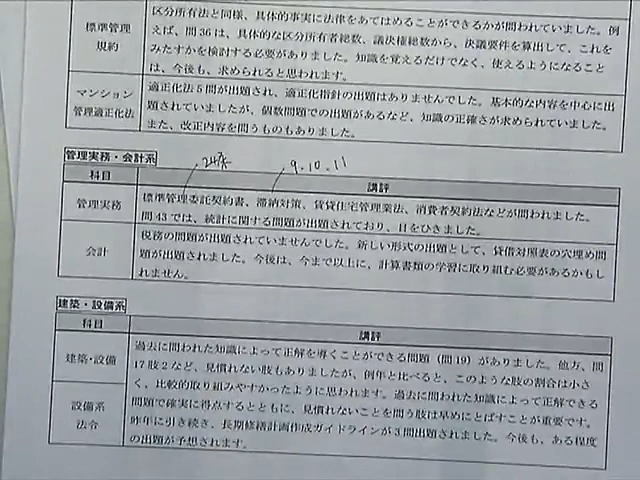 区分所有法と同様、具体的事実に法律をあてはめることができるかが問われていました。例
えば、問36は、具体的な区分所有者総数、議決権総数から、決議要件を算出して、これを
みたすかを検討する必要がありました。知識を覚えるだけでなく、使えるようになること
は、今後も、求められると思われます。
標準管理
規約
適正化法5問が出題され、適正化指針の出題はありませんでした。基本的な内容を中心に出
題されていましたが、個数問題での出題があるなど、知識の正確さが求められていました。
また、改正内容を問うものもありました。
マンション
管理適正化法
管理実務・会計系
9.10.11
科目
講評
管理実務
標準管理委託契約書、滞納対策、賃貸住宅管理業法、消費者契約法などが問われました。
問43では、統計に関する問題が出題されており、目をひきました。
会計
税務の問題が出題されていませんでした。新しい形式の出題として、貸借対照表の穴埋め問
題が出題されました。今後は、今まで以上に、計算書類の学習に取り組む必要があるかもし
れません。
建築・設備系
科目
講評
建築・設備
設備系
法令
過去に問われた知識によって正解を導くことができる問題（問19）がありました。他方、問
17肢2など、見慣れない肢もありましたが、例年と比べると、このような肢の割合は小さ
く、比較的取り組みやすかったように思われます。過去に問われた知識によって正解できる
問題で確実に得点するとともに、見慣れないことを問う肢は早めにとばすことが重要です。
昨年に引き続き、長期修繕計画作成ガイドラインが3問出題されました。今後も、ある程度
の出題が予想されます。